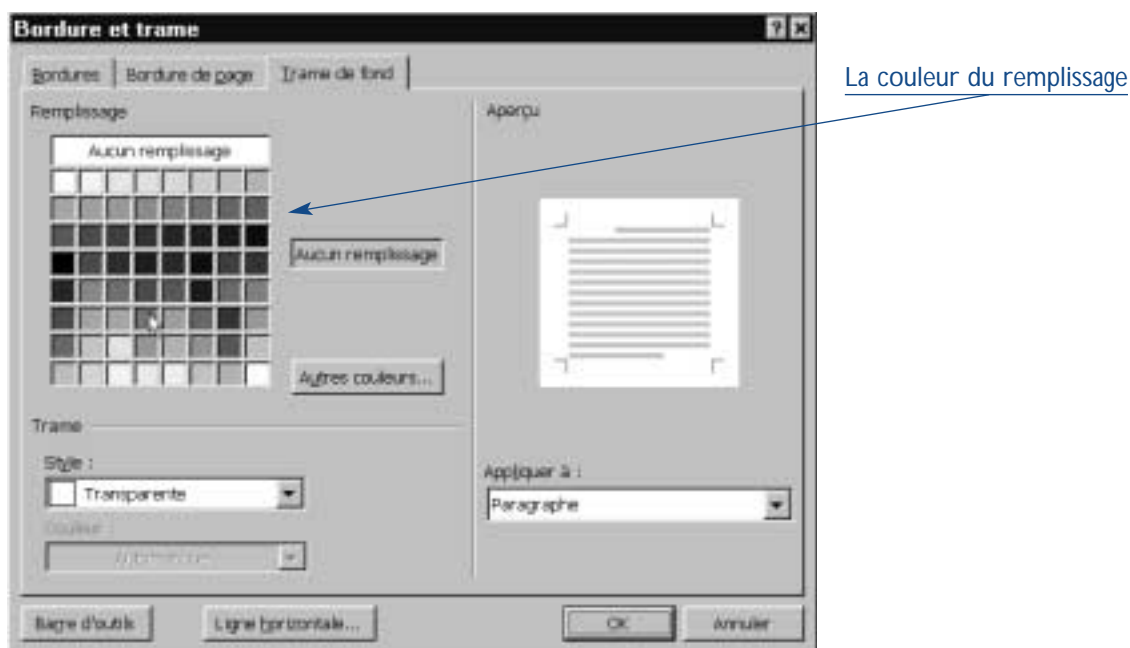 Bordure et trame
Bordures
Bordure de page
Trame de fond
La couleur du remplissage
Remplissage
Aperçu
Aucun remplissage
Aucun remplissage
Autres couleurs...
Trame
Style :
Transparente
Couleur :
Automatique
Appliquer à :
Paragraphe
Barre d'outils
Ligne horizontale...
OK
Annuler